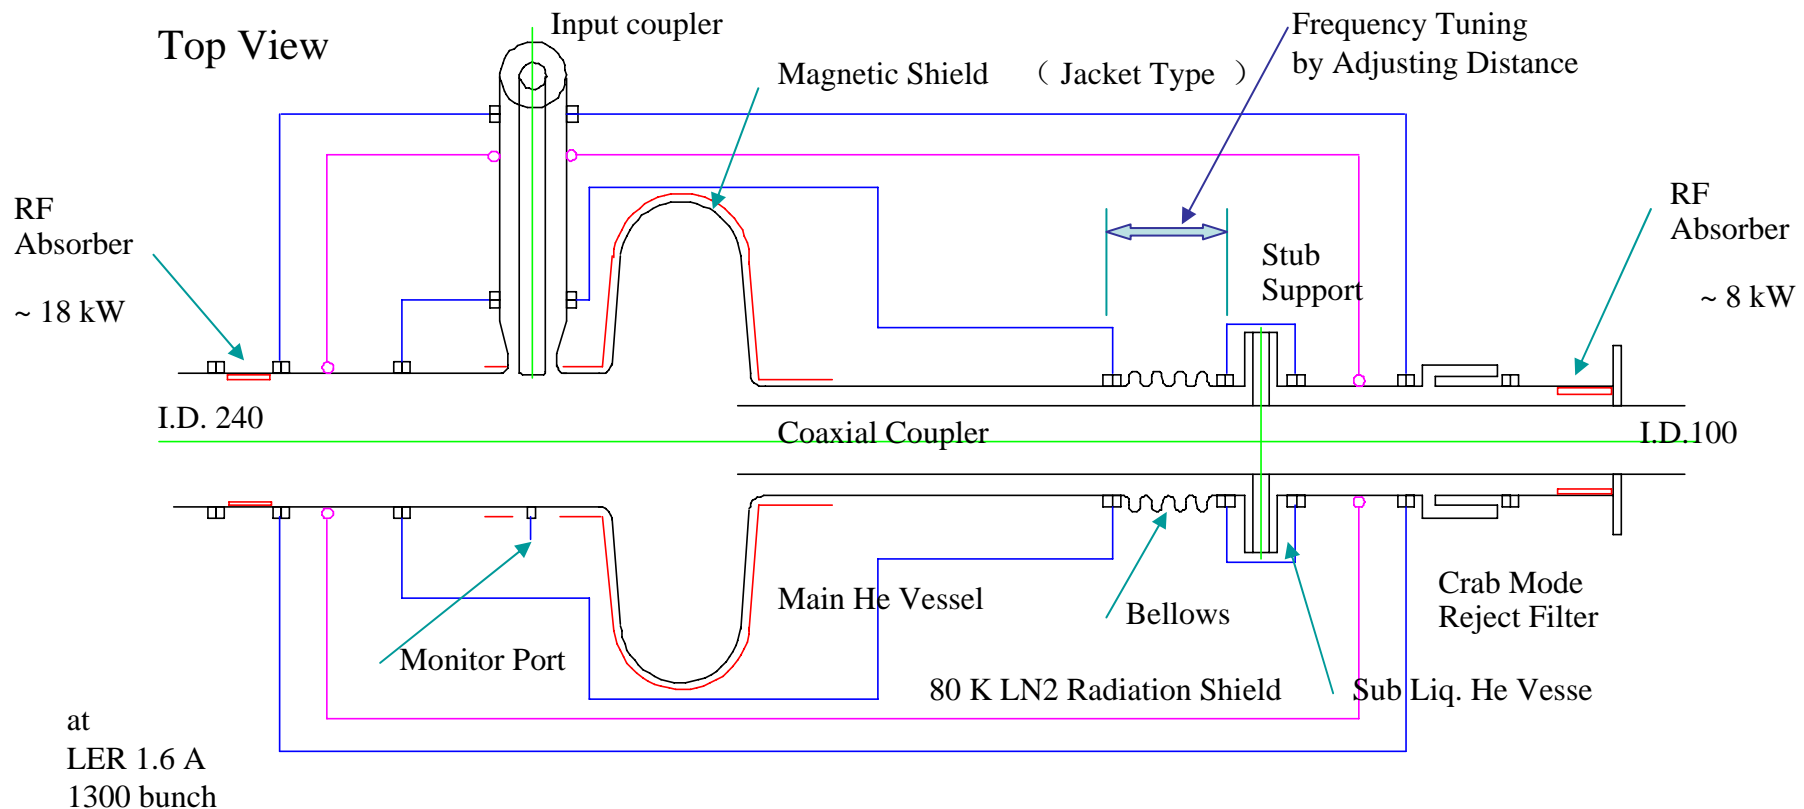 Top View
Input coupler
Frequency Tuning
by Adjusting Distance
Magnetic Shield （ Jacket Type ）
RF
Absorber
~ 18 kW
RF
Absorber
~ 8 kW
Stub
Support
I.D. 240
Coaxial Coupler
I.D.100
Main He Vessel
Bellows
Crab Mode
Reject Filter
Monitor Port
80 K LN2 Radiation Shield
Sub Liq. He Vesse
at
LER 1.6 A
1300 bunch